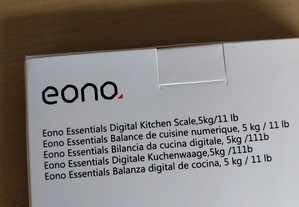 eono
Eono Essentials Digital Kitchen Scale,5kg/11 lb
Eono Essentials Balance de cuisine numerique, 5 kg / 11 lb
Eono Essentials Bilancia da cucina digitale, 5kg /111b
Eono Essentials Digitale Kuchenwaage,5kg /111b
Eono Essentials Balanza digital de cocina, 5 kg / 11 lb